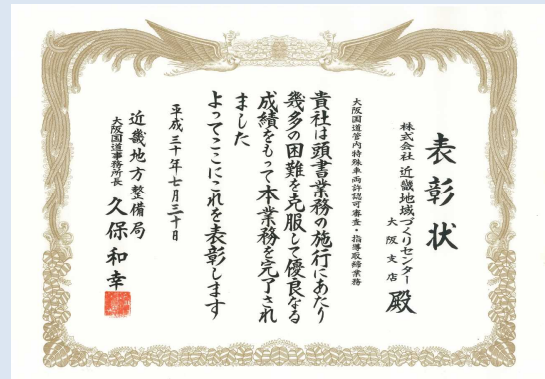 表彰状
株式会社 近畿地域づくりセンター
大阪支店 殿
大阪国道管内特殊車両許認可審査・指導取締業務
貴社は頭書業務の施行にあたり
幾多の困難を克服して優良なる
成績をもって本業務を完了され
ました
よってここにこれを表彰します
平成三十年七月三十日
近畿地方整備局
大阪国道事務所長 久保和幸